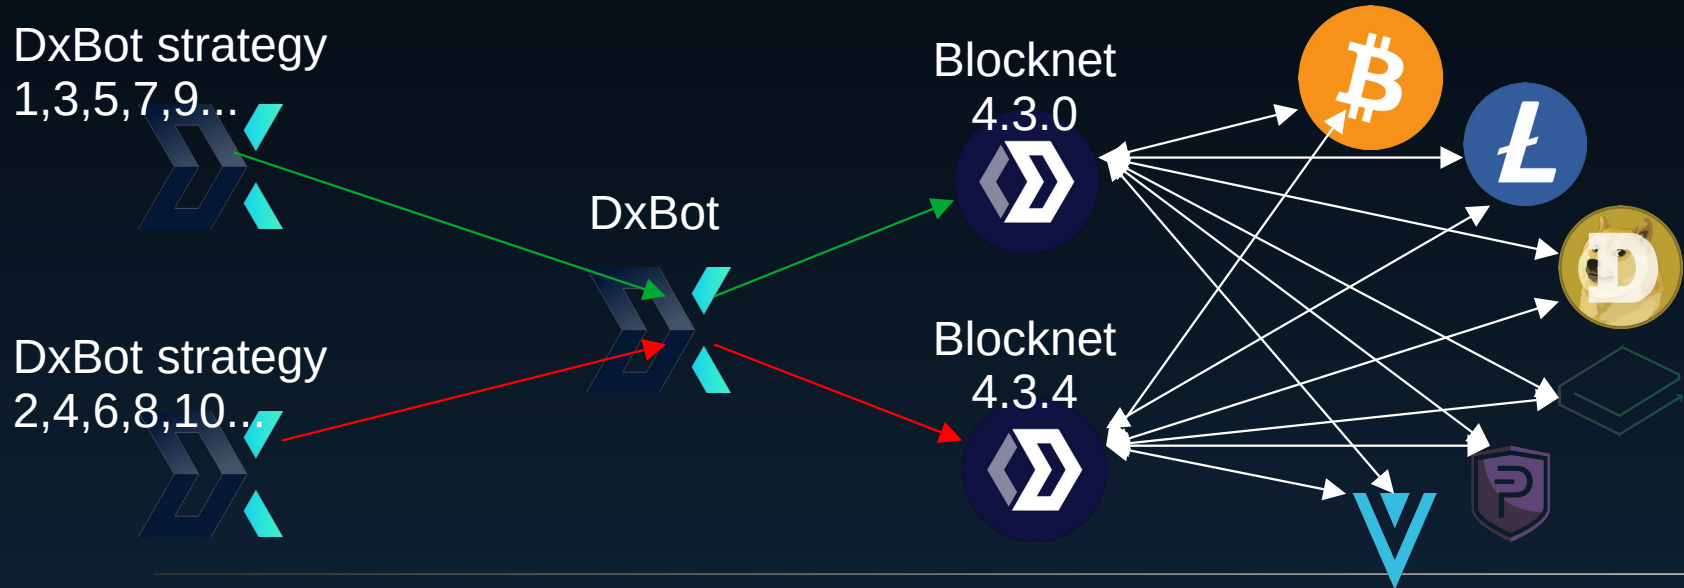 DxBot strategy
1,3,5,7,9...
DxBot strategy
2,4,6,8,10...
DxBot
Blocknet
4.3.0
Blocknet
4.3.4